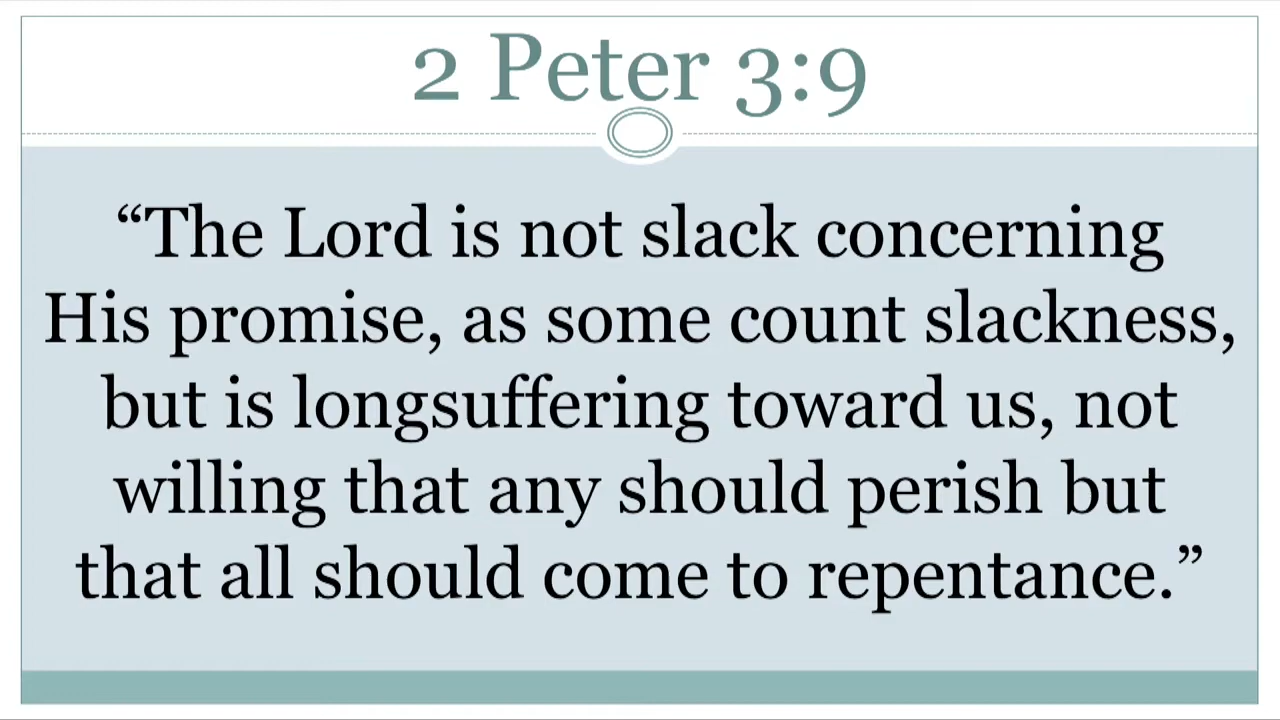 2 Peter 3:9
“The Lord is not slack concerning
His promise, as some count slackness,
but is longsuffering toward us, not
willing that any should perish but
that all should come to repentance.”